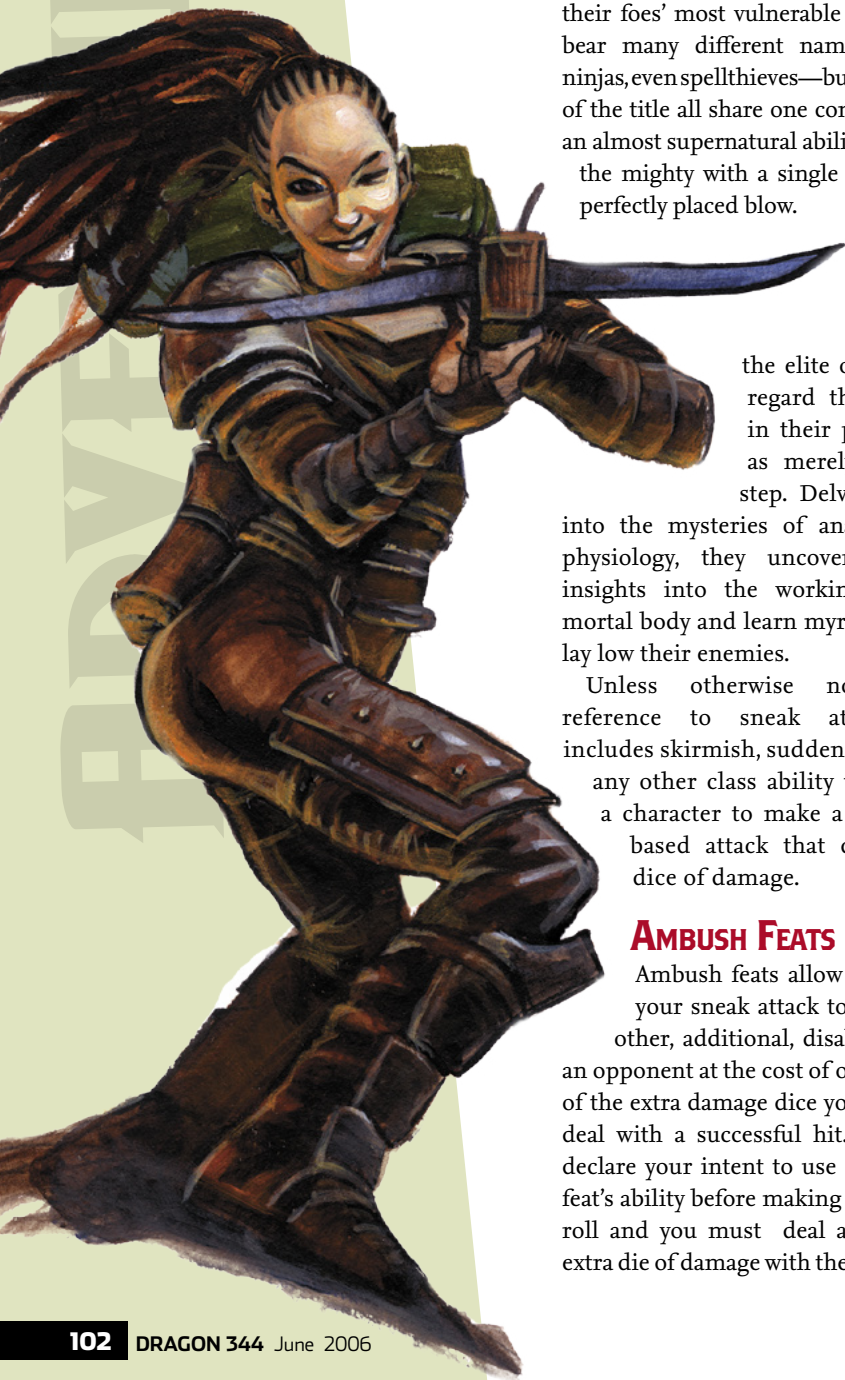 their foes’ most vulnerable
bear many different nam
ninjas, even spellthieves—bu
of the title all share one con
an almost supernatural abili
the mighty with a single
perfectly placed blow.
the elite
regard th
in their
as merel
step. Delv
into the mysteries of an
physiology, they uncover
insights into the workin
mortal body and learn myr
lay low their enemies.
Unless otherwise no
reference to sneak at
includes skirmish, sudden
any other class ability
a character to make a
based attack that
dice of damage.
AMBUSH FEATS
Ambush feats allow
your sneak attack to
other, additional, disa
an opponent at the cost of o
of the extra damage dice yo
deal with a successful hit.
declare your intent to use
feat’s ability before making
roll and you must deal a
extra die of damage with the
102 DRAGON 344 June 2006